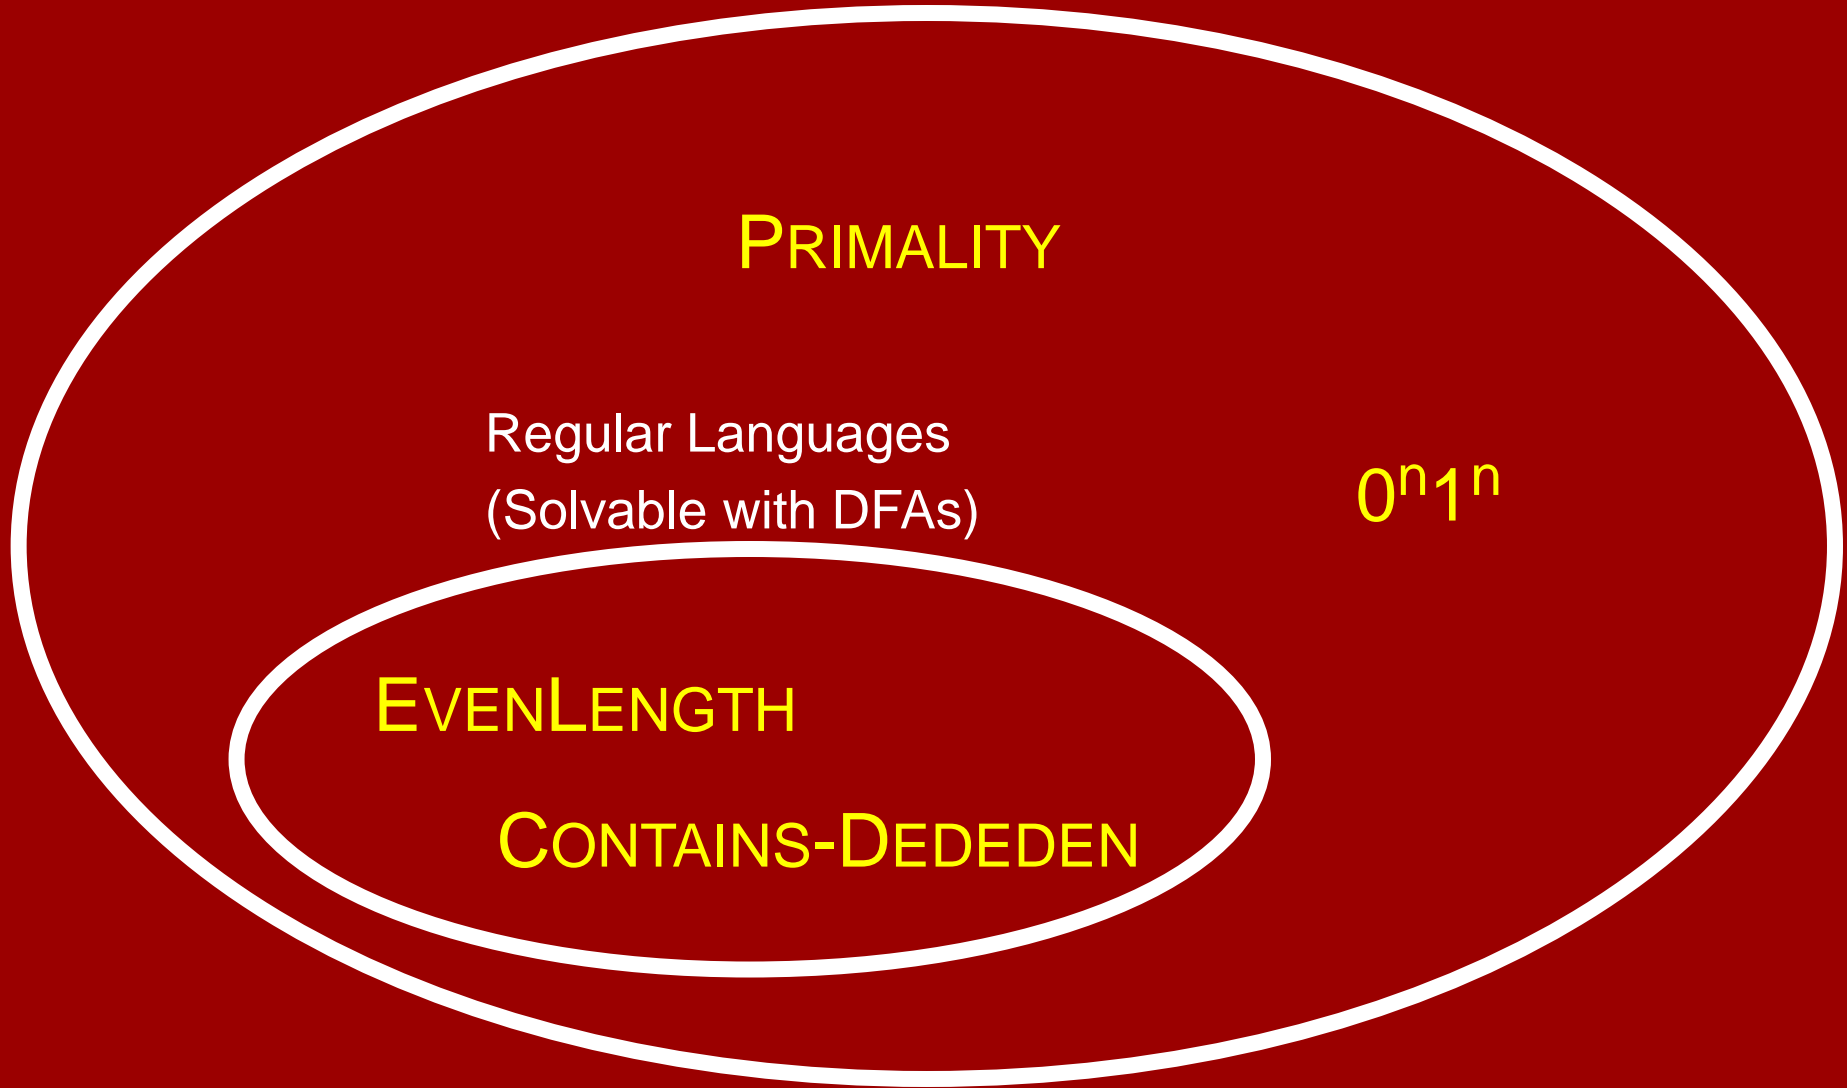 PRIMALITY
Regular Languages
(Solvable with DFAs)
0ⁿ1ⁿ
EVENLENGTH
CONTAINS-DEDEDEN